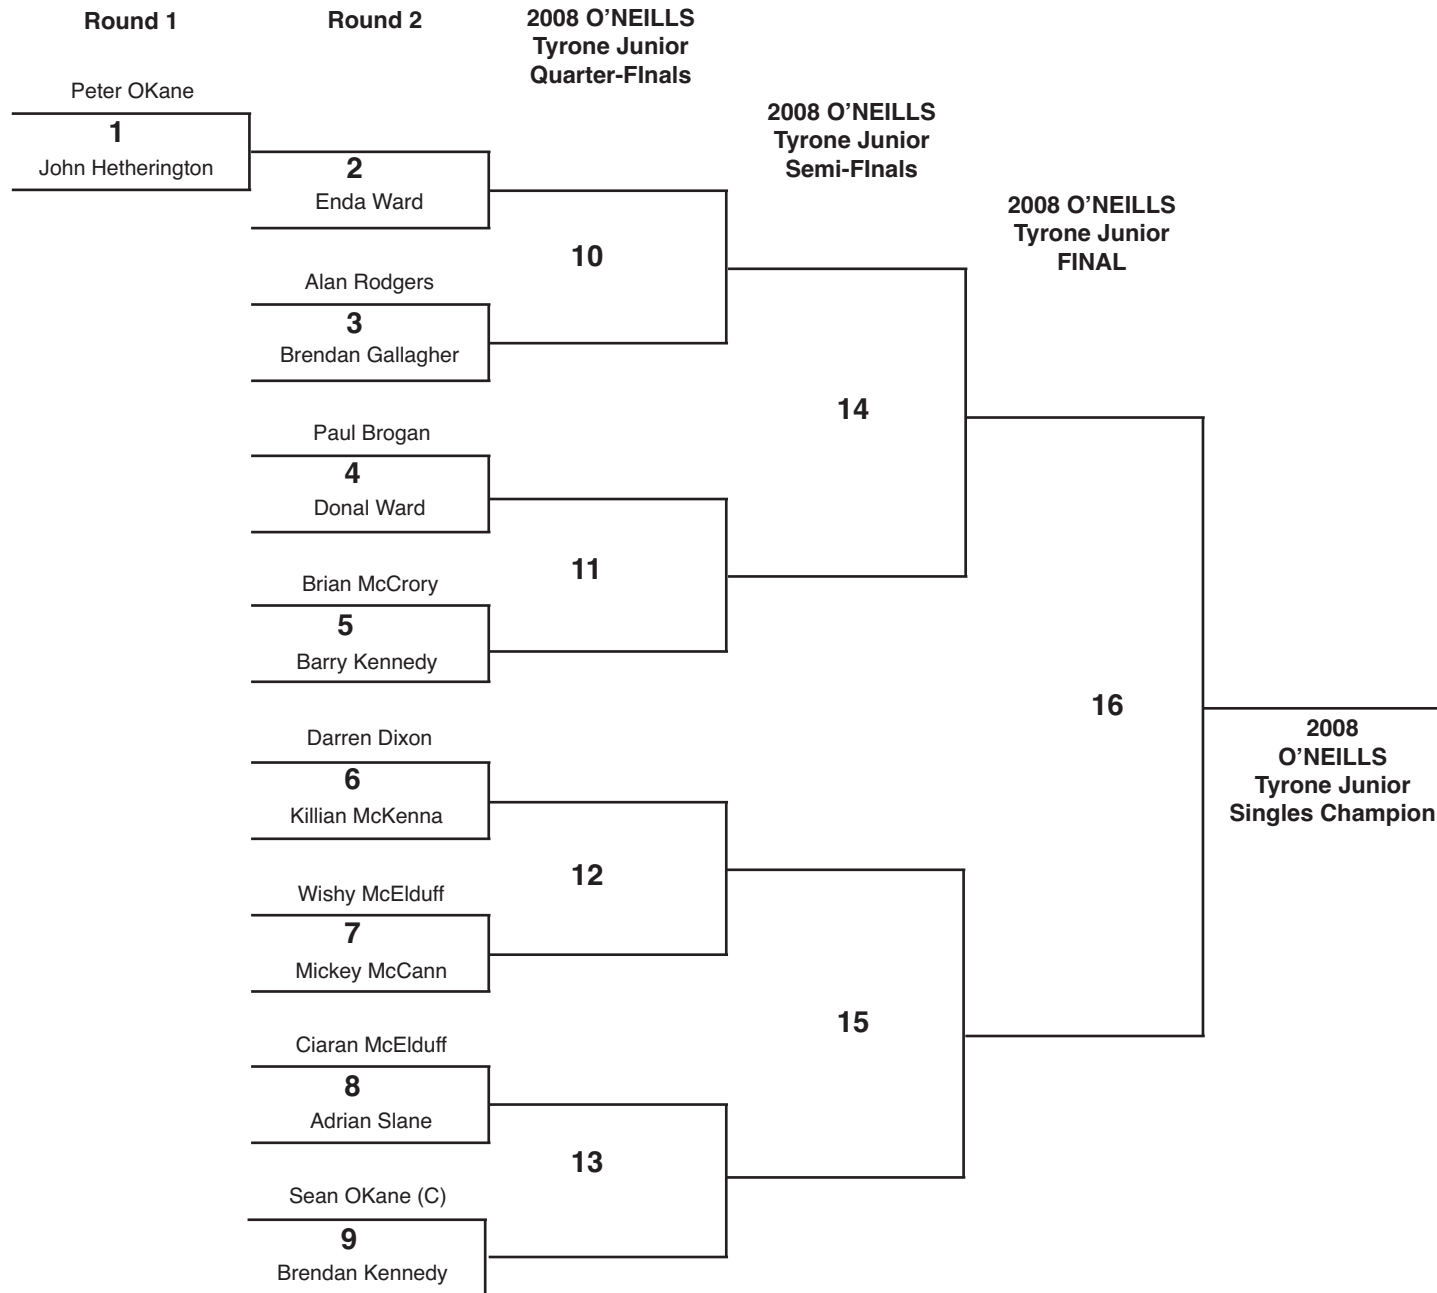 Round 1
Round 2
2008 O’NEILLS
Tyrone Junior
Quarter-FInals
2008 O’NEILLS
Tyrone Junior
Semi-FInals
2008 O’NEILLS
Tyrone Junior
FINAL
Peter OKane
1
John Hetherington
2
Enda Ward
Alan Rodgers
3
Brendan Gallagher
Paul Brogan
4
Donal Ward
Brian McCrory
5
Barry Kennedy
Darren Dixon
6
Killian McKenna
Wishy McElduff
7
Mickey McCann
Ciaran McElduff
8
Adrian Slane
Sean OKane (C)
9
Brendan Kennedy
10
11
12
13
14
15
16
2008
O’NEILLS
Tyrone Junior
Singles Champion